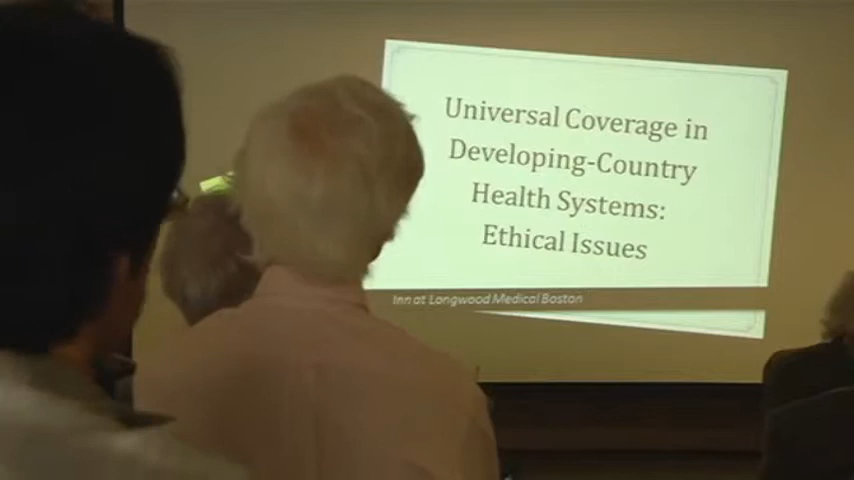 Universal Coverage in
Developing-Country
Health Systems:
Ethical Issues
Inn at Longwood Medical Boston